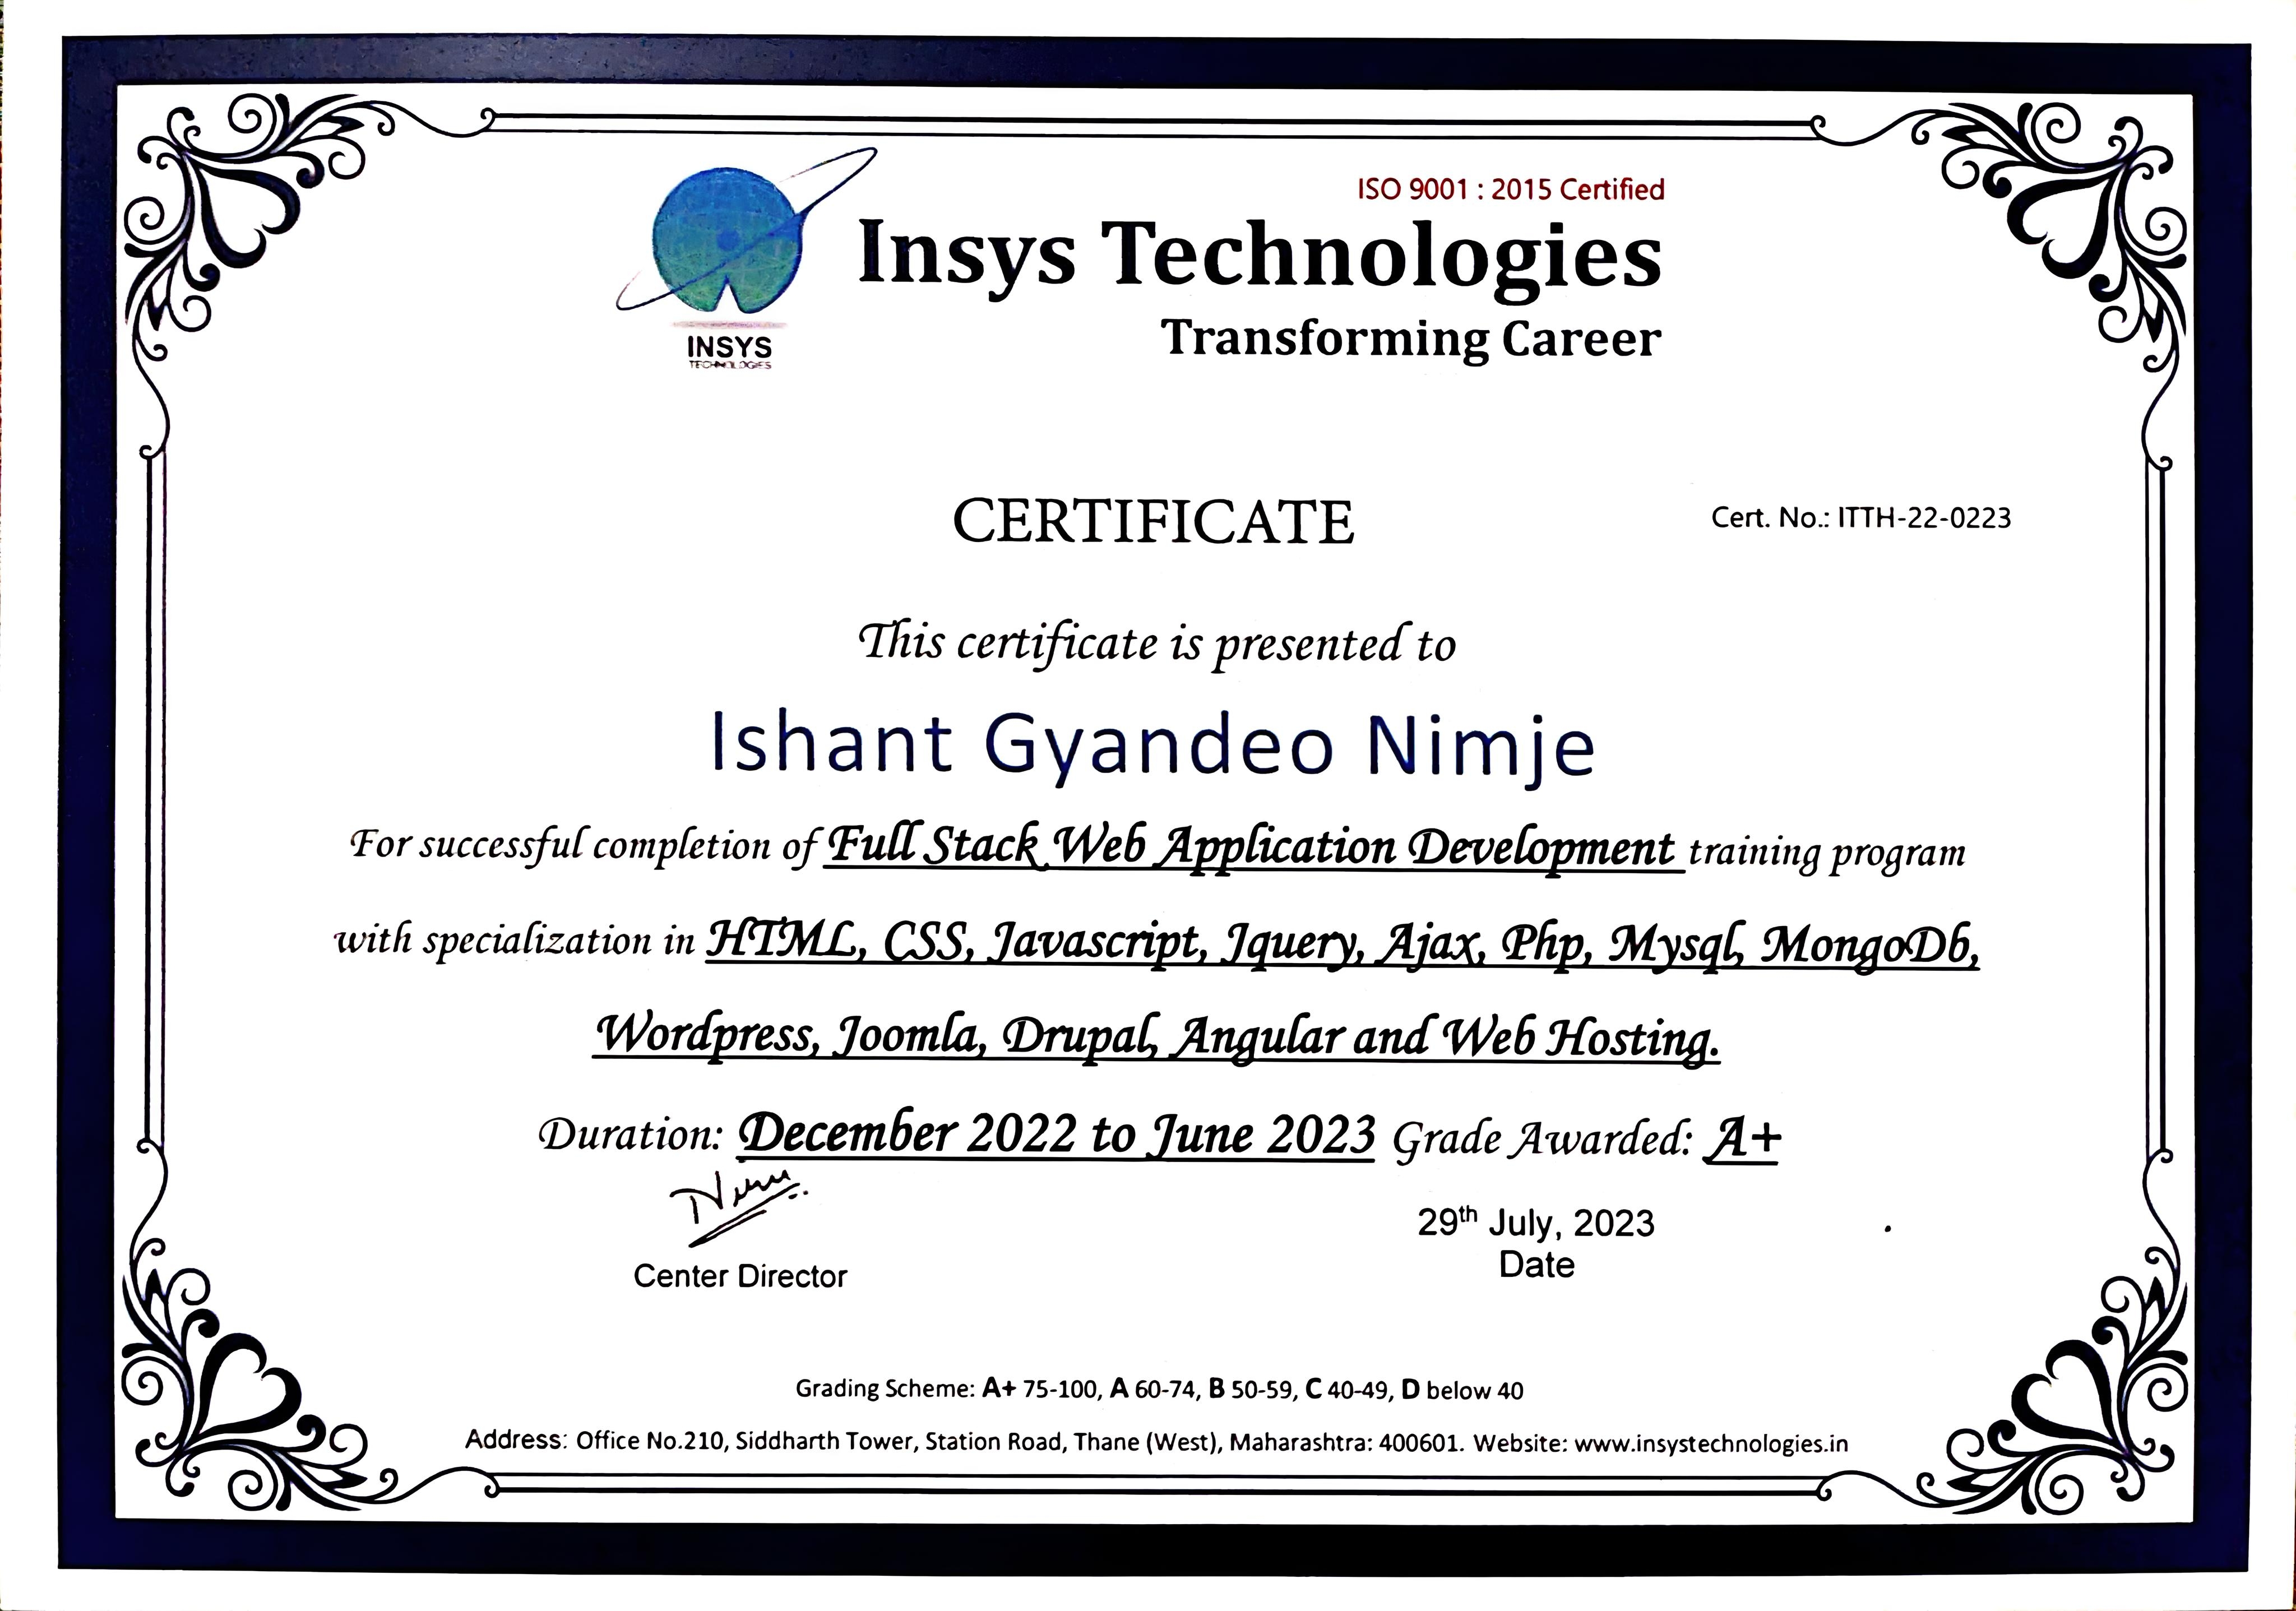 ISO 9001 : 2015 Certified
Insys Technologies
Transforming Career
INSYS
TECHNOLOGIES
CERTIFICATE
Cert. No.: ITTH-22-0223
This certificate is presented to
Ishant Gyandeo Nimje
For successful completion of Full Stack Web Application Development training program
with specialization in HTML, CSS, Javascript, Jquery, Ajax, Php, Mysql, MongoDb,
Wordpress, Joomla, Drupal, Angular and Web Hosting.
Duration: December 2022 to June 2023 Grade Awarded: A+
29th July, 2023
Center Director
Date
Grading Scheme: A+ 75-100, A 60-74, B 50-59, C 40-49, D below 40
Address: Office No.210, Siddharth Tower, Station Road, Thane (West), Maharashtra: 400601. Website: www.insystechnologies.in